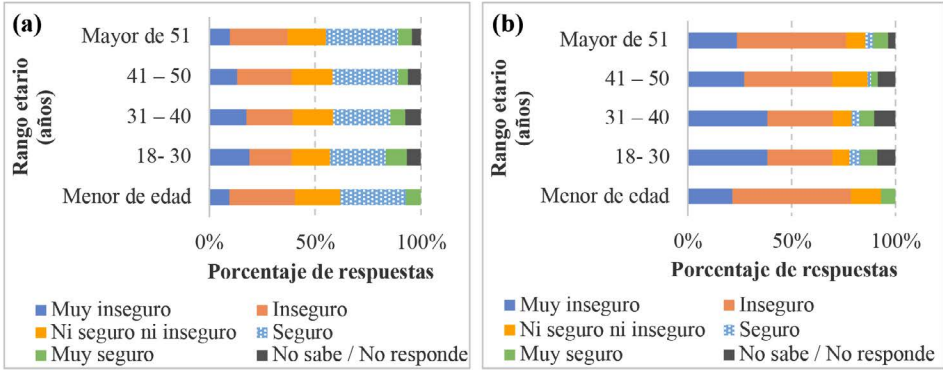 (a)
Rango etario
(años)
Mayor de 51
41 – 50
31 – 40
18- 30
Menor de edad
0%
50%
100%
Porcentaje de respuestas
Muy inseguro
Inseguro
Ni seguro ni inseguro
Seguro
Muy seguro
No sabe / No responde
(b)
Rango etario
(años)
Mayor de 51
41 – 50
31 – 40
18- 30
Menor de edad
0%
50%
100%
Porcentaje de respuestas
Muy inseguro
Inseguro
Ni seguro ni inseguro
Seguro
Muy seguro
No sabe / No responde